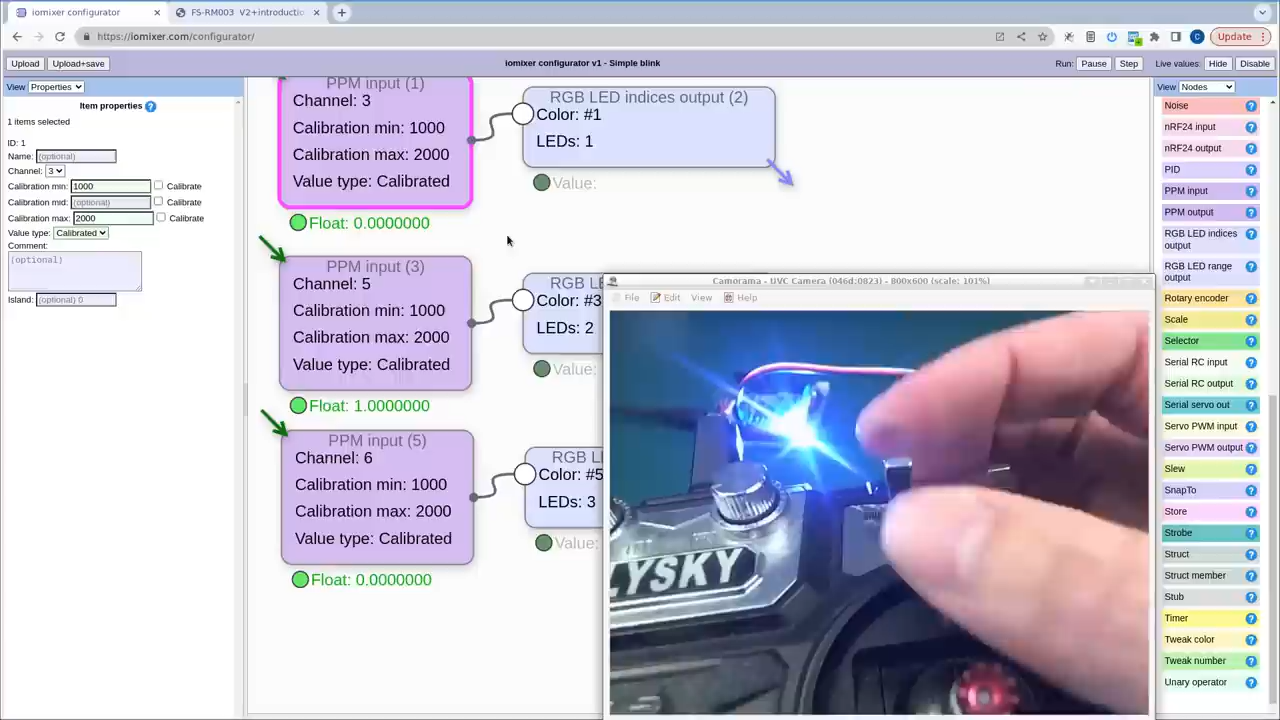 iomixer configurator
FS-RM003 V2+introductio
https://iomixer.com/configurator/
C
Update
Upload
Upload+save
iomixer configurator v1 - Simple blink
Run:
Pause
Step
Live values:
Hide
Disable
View
Properties
Item properties
?
1 items selected
ID: 1
Name:
(optional)
Channel:
3
Calibration min:
1000
Calibrate
Calibration mid:
(optional)
Calibrate
Calibration max:
2000
Calibrate
Value type:
Calibrated
Comment:
(optional)
Island:
(optional) 0
PPM input (1)
Channel: 3
Calibration min: 1000
Calibration max: 2000
Value type: Calibrated
Float: 0.0000000
RGB LED indices output (2)
Color: #1
LEDs: 1
Value:
PPM input (3)
Channel: 5
Calibration min: 1000
Calibration max: 2000
Value type: Calibrated
Float: 1.0000000
RGB LE
Color: #3
LEDs: 2
Value:
PPM input (5)
Channel: 6
Calibration min: 1000
Calibration max: 2000
Value type: Calibrated
Float: 0.0000000
RGB LE
Color: #5
LEDs: 3
Value:
Camorama - UVC Camera (046d:0823) - 800x600 (scale: 101%)
File
Edit
View
Help
LYSKY
View
Nodes
Noise
?
nRF24 input
?
nRF24 output
?
PID
?
PPM input
?
PPM output
?
RGB LED indices
output
?
RGB LED range
output
?
Rotary encoder
?
Scale
?
Selector
?
Serial RC input
?
Serial RC output
?
Serial servo out
?
Servo PWM input
?
Servo PWM output
?
Slew
?
SnapTo
?
Store
?
Strobe
?
Struct
?
Struct member
?
Stub
?
Timer
?
Tweak color
?
Tweak number
?
Unary operator
?